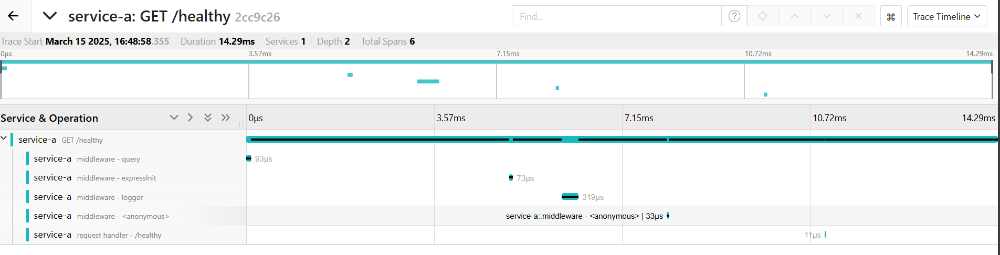 service-a: GET /healthy 2cc9c26 Find... ? ⌘ Trace Timeline
Trace Start March 15 2025, 16:48:58.355 Duration 14.29ms Services 1 Depth 2 Total Spans 6
0μs 3.57ms 7.15ms 10.72ms 14.29ms
Service & Operation 0μs 3.57ms 7.15ms 10.72ms 14.29ms
service-a GET /healthy
service-a middleware - query 93μs
service-a middleware - expressInit 73μs
service-a middleware - logger 319μs
service-a middleware - <anonymous> service-a::middleware - <anonymous> | 33μs
service-a request handler - /healthy 11μs